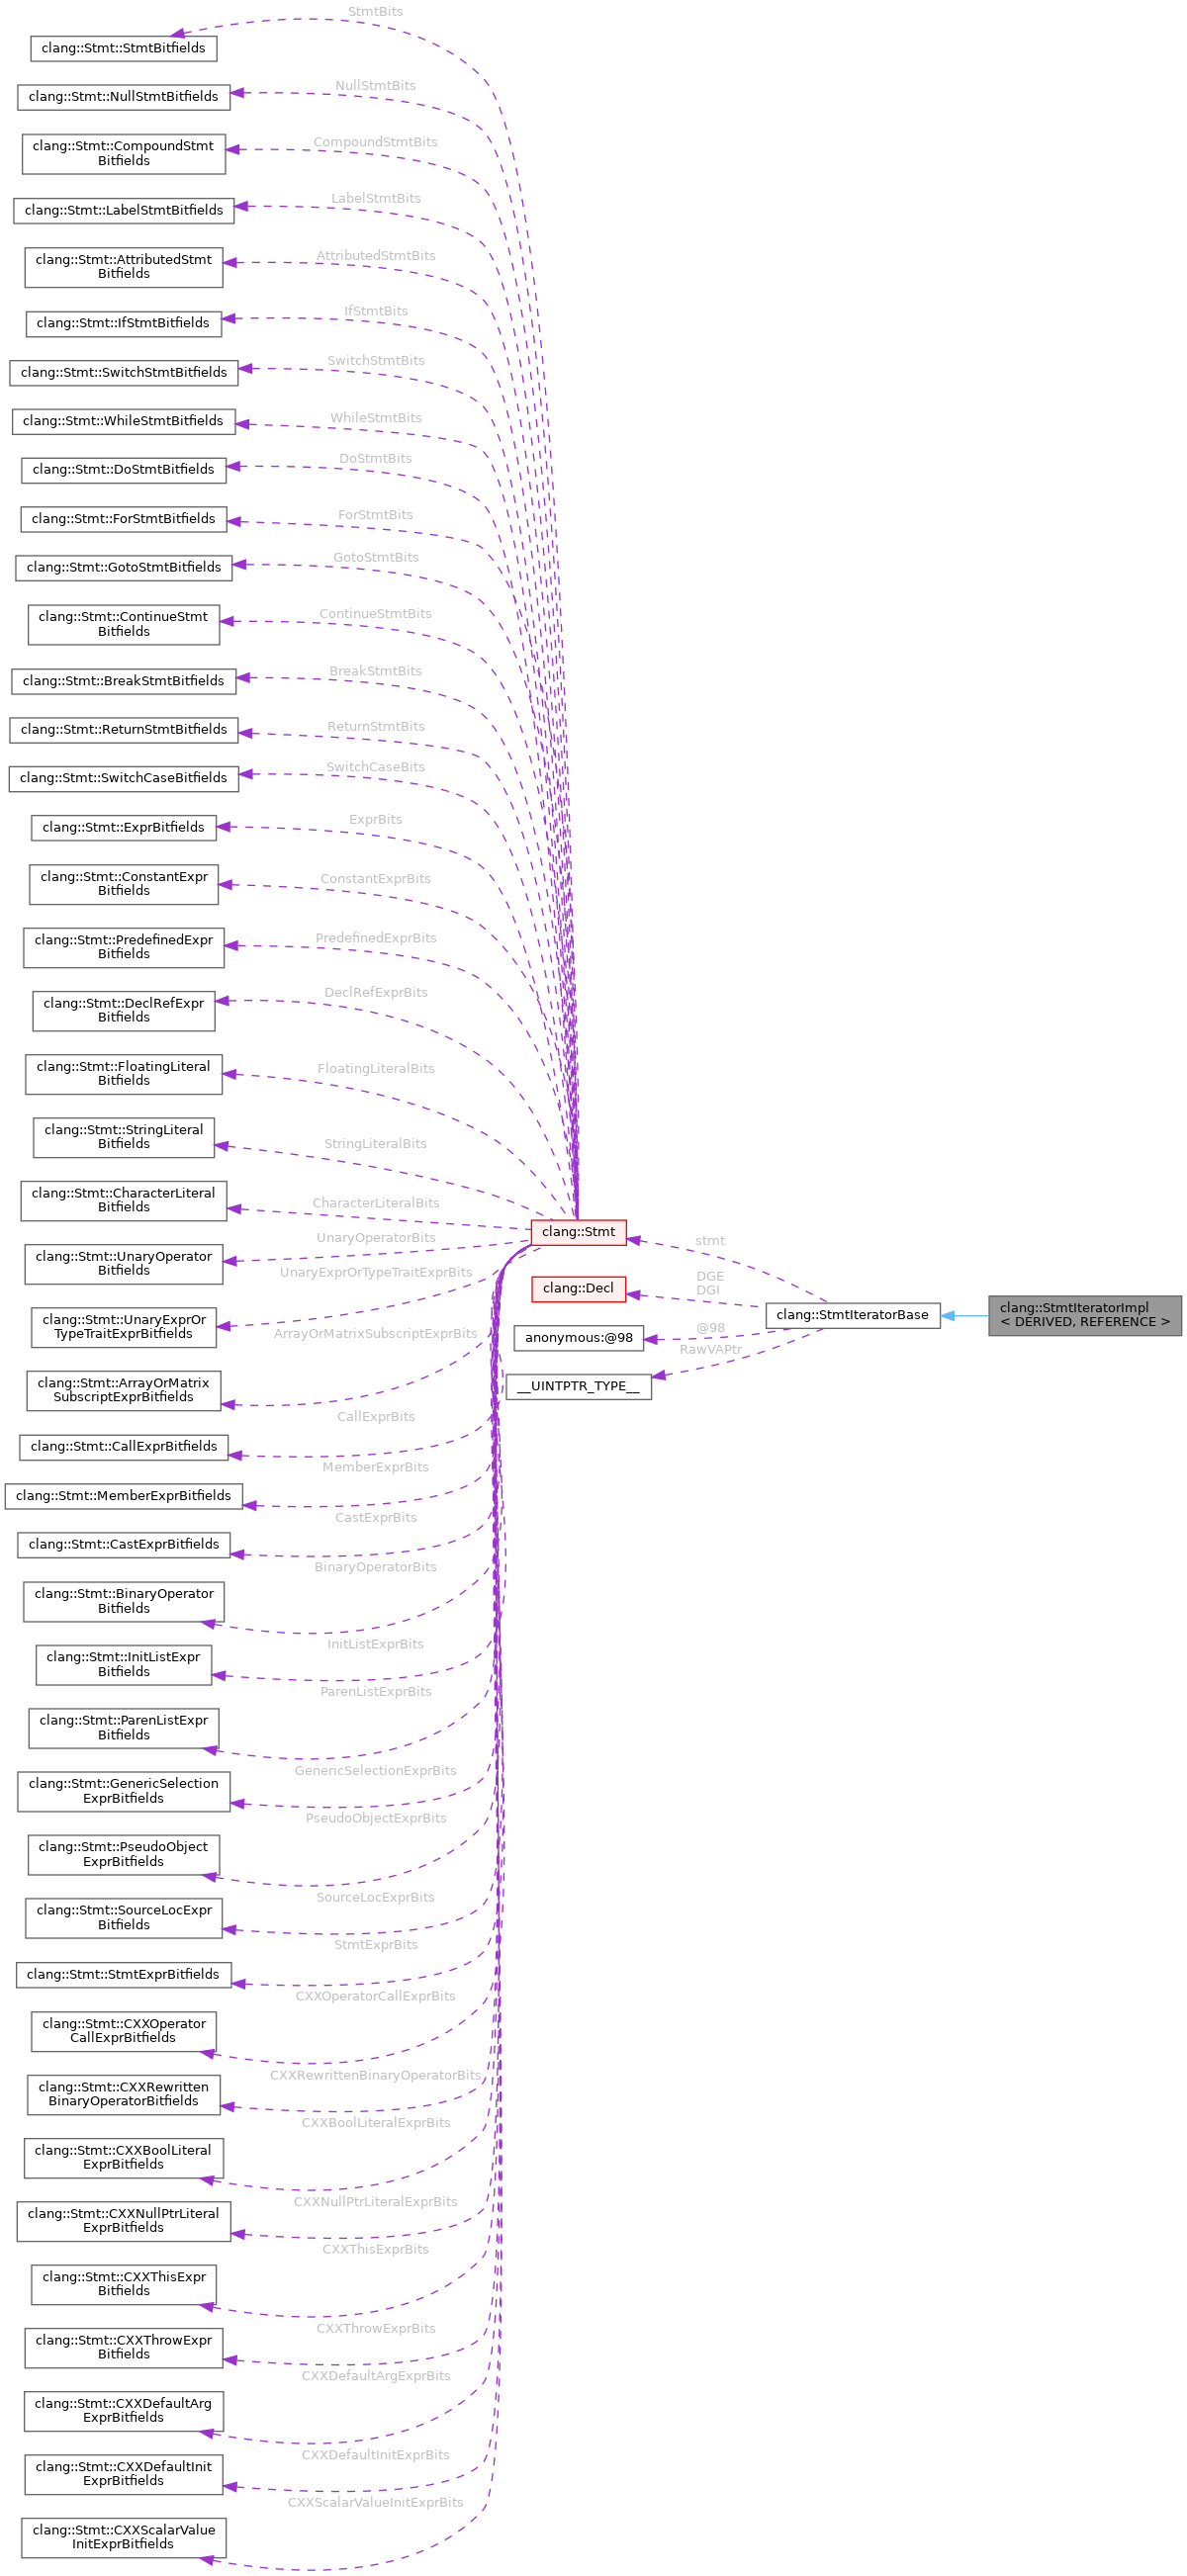 StmtBits
clang::Stmt::StmtBitfields
NullStmtBits
clang::Stmt::NullStmtBitfields
CompoundStmtBits
clang::Stmt::CompoundStmt
Bitfields
LabelStmtBits
clang::Stmt::LabelStmtBitfields
AttributedStmtBits
clang::Stmt::AttributedStmt
Bitfields
IfStmtBits
clang::Stmt::IfStmtBitfields
SwitchStmtBits
clang::Stmt::SwitchStmtBitfields
WhileStmtBits
clang::Stmt::WhileStmtBitfields
DoStmtBits
clang::Stmt::DoStmtBitfields
ForStmtBits
clang::Stmt::ForStmtBitfields
GotoStmtBits
clang::Stmt::GotoStmtBitfields
ContinueStmtBits
clang::Stmt::ContinueStmt
Bitfields
BreakStmtBits
clang::Stmt::BreakStmtBitfields
ReturnStmtBits
clang::Stmt::ReturnStmtBitfields
SwitchCaseBits
clang::Stmt::SwitchCaseBitfields
ExprBits
clang::Stmt::ExprBitfields
ConstantExprBits
clang::Stmt::ConstantExpr
Bitfields
PredefinedExprBits
clang::Stmt::PredefinedExpr
Bitfields
DeclRefExprBits
clang::Stmt::DeclRefExpr
Bitfields
FloatingLiteralBits
clang::Stmt::FloatingLiteral
Bitfields
StringLiteralBits
clang::Stmt::StringLiteral
Bitfields
CharacterLiteralBits
clang::Stmt::CharacterLiteral
Bitfields
UnaryOperatorBits
clang::Stmt::UnaryOperator
Bitfields
UnaryExprOrTypeTraitExprBits
clang::Stmt::UnaryExprOr
TypeTraitExprBitfields
ArrayOrMatrixSubscriptExprBits
clang::Stmt::ArrayOrMatrix
SubscriptExprBitfields
CallExprBits
clang::Stmt::CallExprBitfields
MemberExprBits
clang::Stmt::MemberExprBitfields
CastExprBits
clang::Stmt::CastExprBitfields
BinaryOperatorBits
clang::Stmt::BinaryOperator
Bitfields
InitListExprBits
clang::Stmt::InitListExpr
Bitfields
ParenListExprBits
clang::Stmt::ParenListExpr
Bitfields
GenericSelectionExprBits
clang::Stmt::GenericSelection
ExprBitfields
PseudoObjectExprBits
clang::Stmt::PseudoObject
ExprBitfields
SourceLocExprBits
clang::Stmt::SourceLocExpr
Bitfields
StmtExprBits
clang::Stmt::StmtExprBitfields
CXXOperatorCallExprBits
clang::Stmt::CXXOperator
CallExprBitfields
CXXRewrittenBinaryOperatorBits
clang::Stmt::CXXRewritten
BinaryOperatorBitfields
CXXBoolLiteralExprBits
clang::Stmt::CXXBoolLiteral
ExprBitfields
CXXNullPtrLiteralExprBits
clang::Stmt::CXXNullPtrLiteral
ExprBitfields
CXXThisExprBits
clang::Stmt::CXXThisExpr
Bitfields
CXXThrowExprBits
clang::Stmt::CXXThrowExpr
Bitfields
CXXDefaultArgExprBits
clang::Stmt::CXXDefaultArg
ExprBitfields
CXXDefaultInitExprBits
clang::Stmt::CXXDefaultInit
ExprBitfields
CXXScalarValueInitExprBits
clang::Stmt::CXXScalarValue
InitExprBitfields
clang::Stmt
clang::Decl
anonymous:@98
__UINTPTR_TYPE__
stmt
DGE
DGI
@98
RawVAPtr
clang::StmtIteratorBase
clang::StmtIteratorImpl
< DERIVED, REFERENCE >